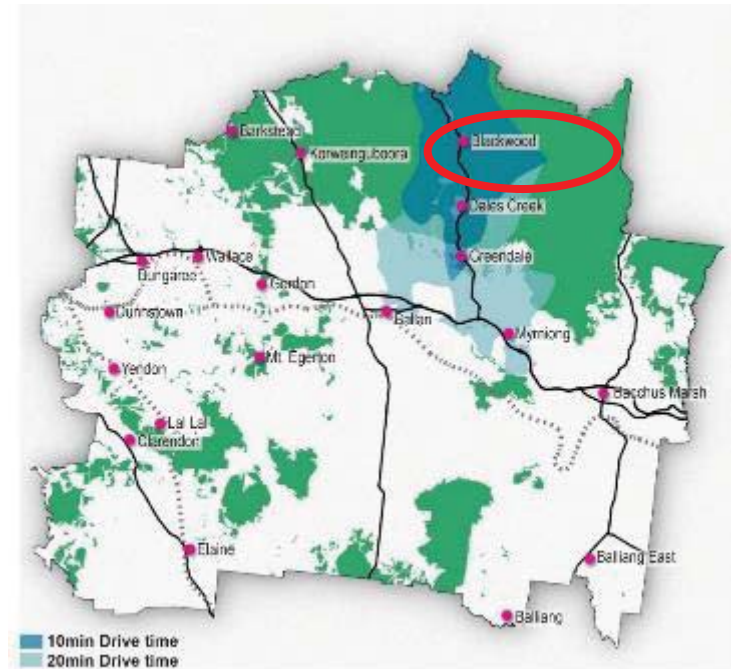 Blackwood
Barkstead
Korweinguboora
Dales Creek
Greendale
Wallace
Bungaree
Gordon
Dunnstown
Ballan
Myrniong
Mt. Egerton
Yendon
Bacchus Marsh
Lal Lal
Clarendon
Elaine
Balliang East
Balliang
10min Drive time
20min Drive time